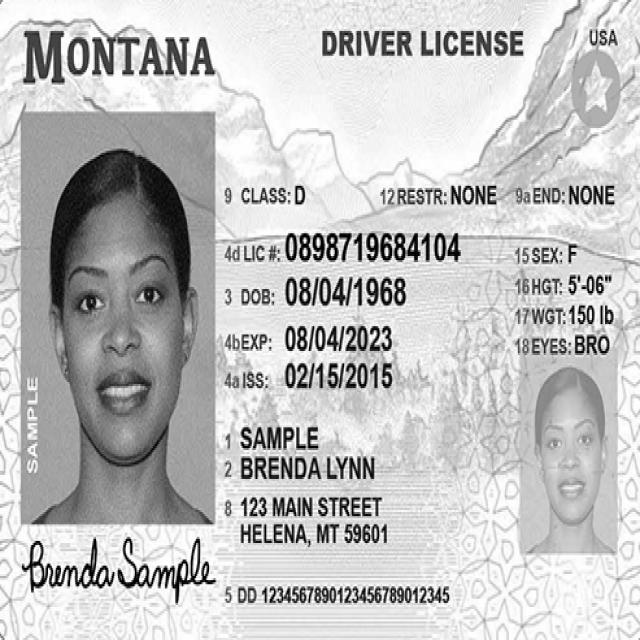 MONTANA
DRIVER LICENSE
USA
9 CLASS: D
12 RESTR: NONE
9a END: NONE
4d LIC #: 0898719684104
15 SEX: F
3 DOB: 08/04/1968
16 HGT: 5'-06"
17 WGT: 150 lb
4b EXP: 08/04/2023
18 EYES: BRO
4a ISS: 02/15/2015
SAMPLE
1 SAMPLE
2 BRENDA LYNN
8 123 MAIN STREET
HELENA, MT 59601
Brenda Sample
5 DD 1234567890123456789012345